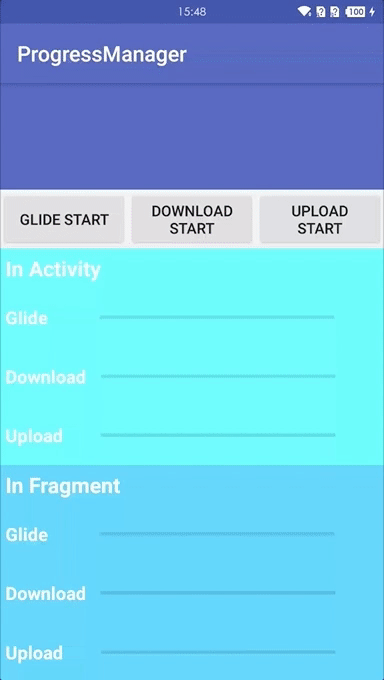 15:48
100
ProgressManager
GLIDE START
DOWNLOAD
START
UPLOAD
START
In Activity
Glide
Download
Upload
In Fragment
Glide
Download
Upload